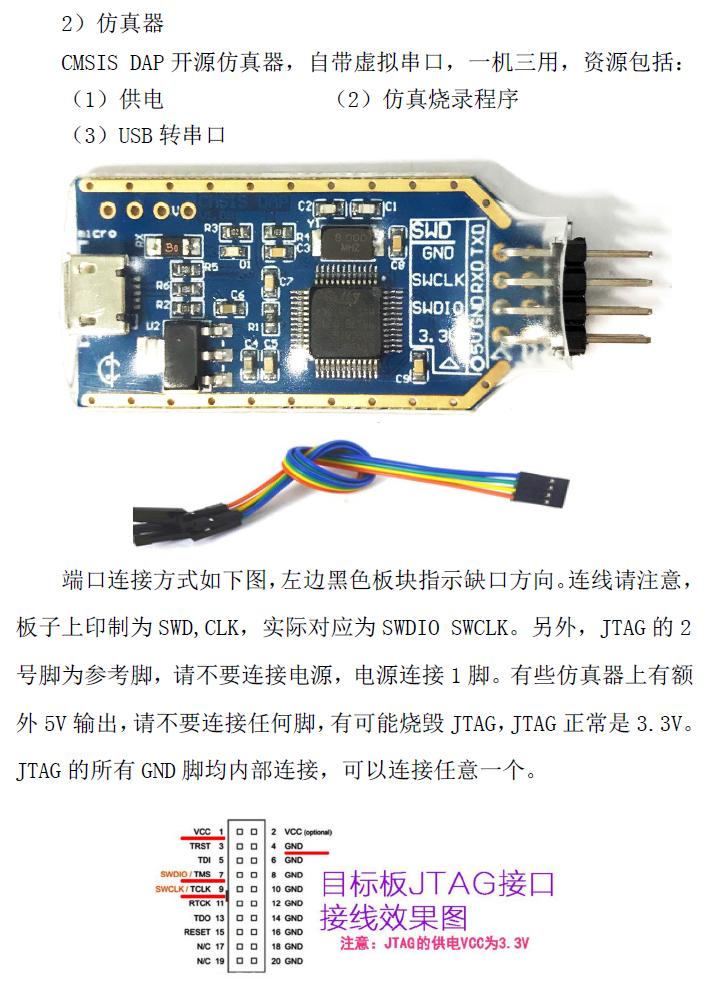 2）仿真器
CMSIS DAP 开源仿真器，自带虚拟串口，一机三用，资源包括：
（1）供电 （2）仿真烧录程序
（3）USB 转串口
CMSIS DAP
micro
V
R3
C2
C1
Y1
R4
C3
8.000
MHZ
C8
R5
R6
R2
D1
C7
C6
U2
R1
C4
C5
C9
SWD
GND
SWCLK
SWDIO
3.3
TXD
RXD
GND
5V
端口连接方式如下图，左边黑色板块指示缺口方向。连线请注意，
板子上印制为 SWD,CLK，实际对应为 SWDIO SWCLK。另外，JTAG 的 2
号脚为参考脚，请不要连接电源，电源连接 1 脚。有些仿真器上有额
外 5V 输出，请不要连接任何脚，有可能烧毁 JTAG，JTAG 正常是 3.3V。
JTAG 的所有 GND 脚均内部连接，可以连接任意一个。
VCC 1 2 VCC (optional)
TRST 3 4 GND
TDI 5 6 GND
SWDIO / TMS 7 8 GND
SWCLK / TCLK 9 10 GND
RTCK 11 12 GND
TDO 13 14 GND
RESET 15 16 GND
N/C 17 18 GND
N/C 19 20 GND
目标板JTAG接口
接线效果图
注意：JTAG的供电VCC为3.3V